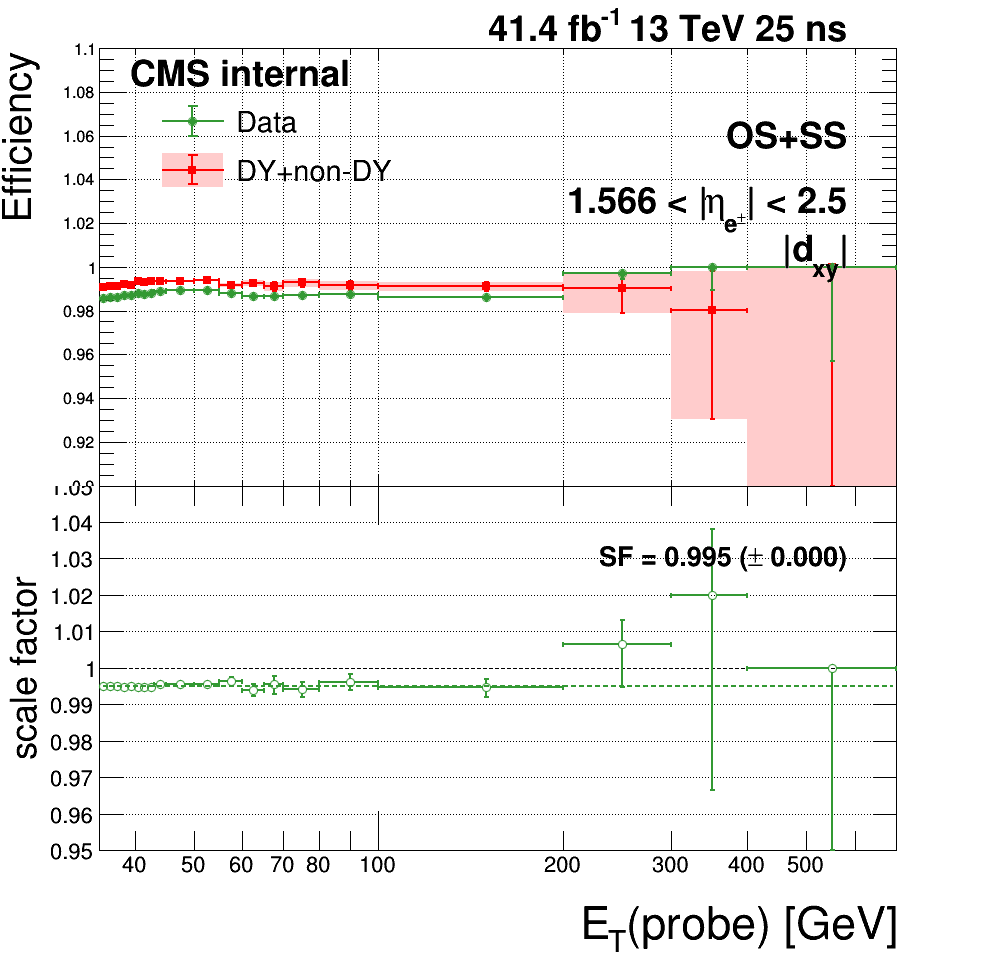 41.4 fb⁻¹ 13 TeV 25 ns
Efficiency
CMS internal
Data
DY+non-DY
OS+SS
1.566 < |η_e±| < 2.5
|d_xy|
1.1
1.08
1.06
1.04
1.02
1
0.98
0.96
0.94
0.92
scale factor
SF = 0.995 (± 0.000)
1.04
1.03
1.02
1.01
1
0.99
0.98
0.97
0.96
0.95
40 50 60 70 80 100 200 300 400 500
E_T(probe) [GeV]